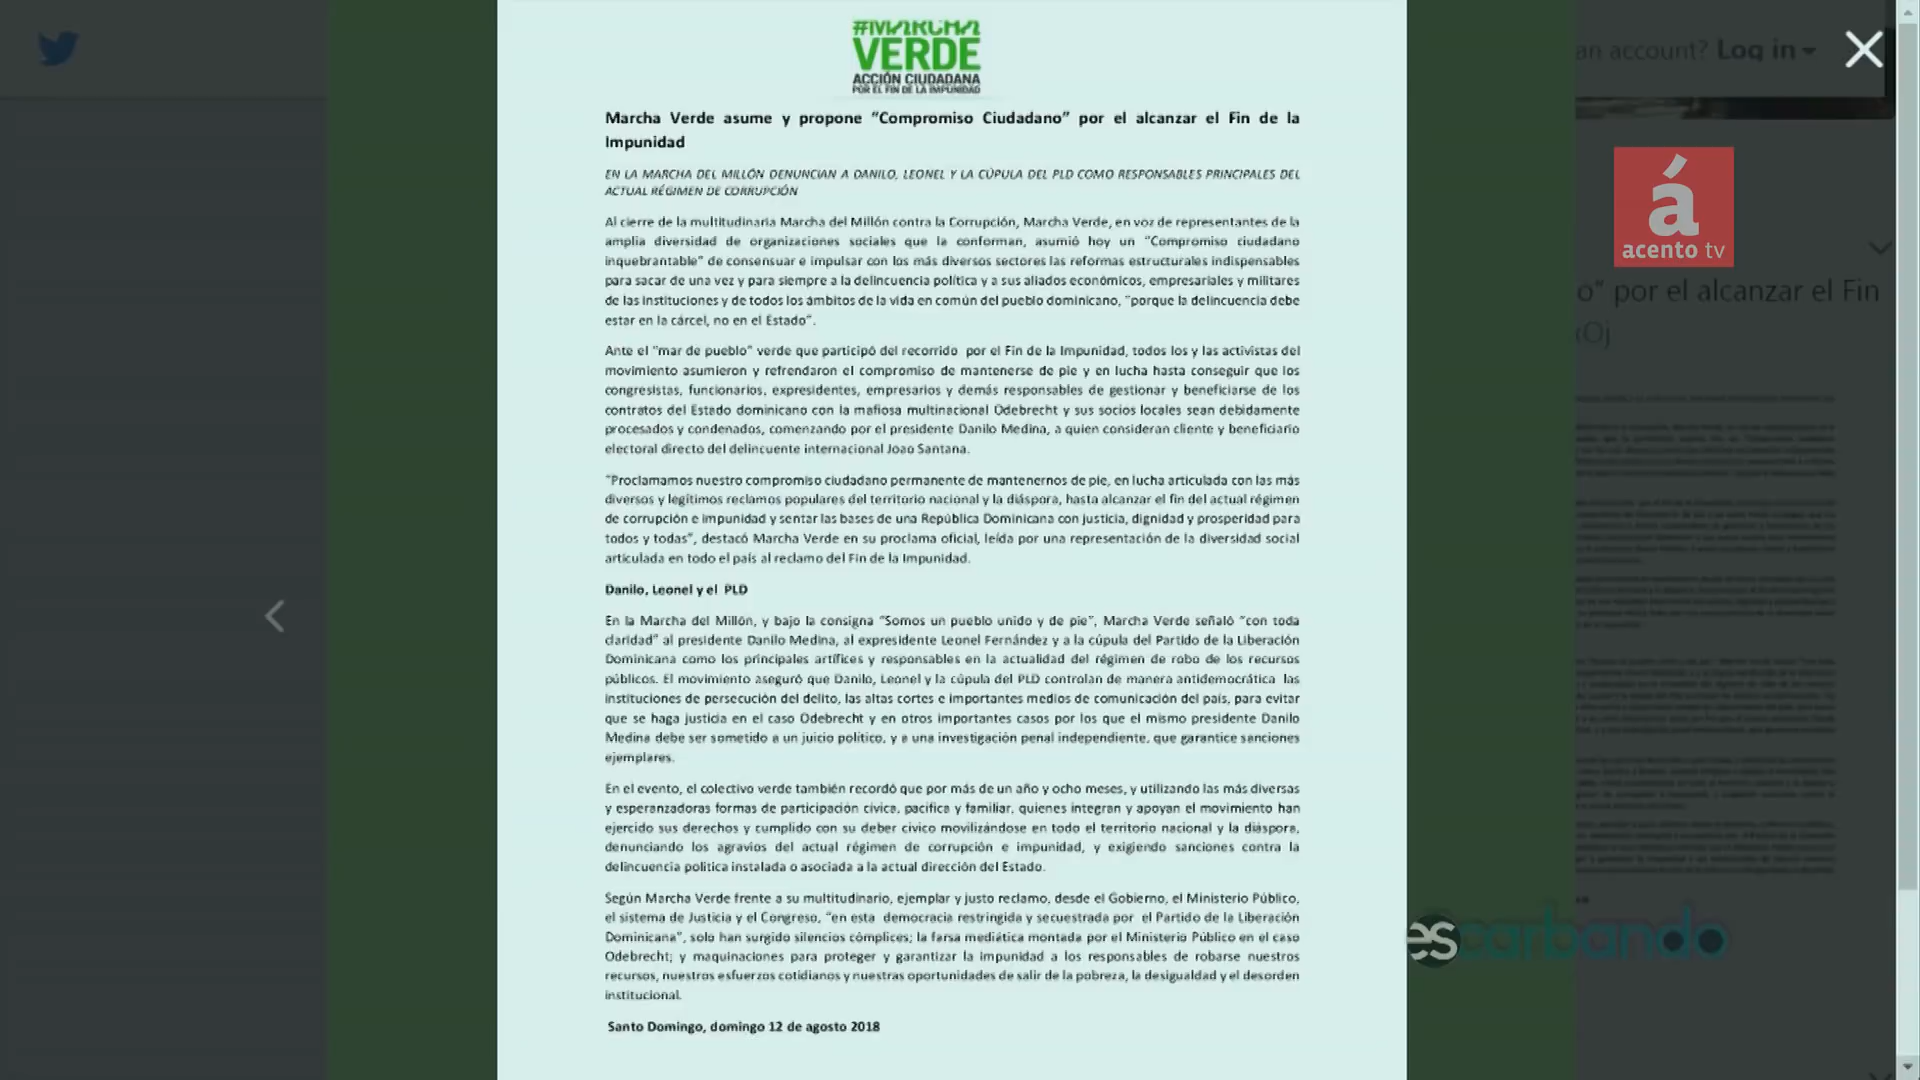 #MARCHA
VERDE
ACCIÓN CIUDADANA
POR EL FIN DE LA IMPUNIDAD
an account? Log in
Marcha Verde asume y propone “Compromiso Ciudadano” por el alcanzar el Fin de la
Impunidad
EN LA MARCHA DEL MILLÓN DENUNCIAN A DANILO, LEONEL Y LA CÚPULA DEL PLD COMO RESPONSABLES PRINCIPALES DEL
ACTUAL RÉGIMEN DE CORRUPCIÓN
Al cierre de la multitudinaria Marcha del Millón contra la Corrupción, Marcha Verde, en voz de representantes de la
amplia diversidad de organizaciones sociales que la conforman, asumió hoy un “Compromiso ciudadano
inquebrantable” de consensuar e impulsar con los más diversos sectores las reformas estructurales indispensables
para sacar de una vez y para siempre a la delincuencia política y a sus aliados económicos, empresariales y militares
de las instituciones y de todos los ámbitos de la vida en común del pueblo dominicano, “porque la delincuencia debe
estar en la cárcel, no en el Estado”.
Ante el “mar de pueblo” verde que participó del recorrido por el Fin de la Impunidad, todos los y las activistas del
movimiento asumieron y refrendaron el compromiso de mantenerse de pie y en lucha hasta conseguir que los
congresistas, funcionarios, expresidentes, empresarios y demás responsables de gestionar y beneficiarse de los
contratos del Estado dominicano con la mafiosa multinacional Odebrecht y sus socios locales sean debidamente
procesados y condenados, comenzando por el presidente Danilo Medina, a quien consideran cliente y beneficiario
electoral directo del delincuente internacional Joao Santana.
“Proclamamos nuestro compromiso ciudadano permanente de mantenernos de pie, en lucha articulada con las más
diversos y legítimos reclamos populares del territorio nacional y la diáspora, hasta alcanzar el fin del actual régimen
de corrupción e impunidad y sentar las bases de una República Dominicana con justicia, dignidad y prosperidad para
todos y todas”, destacó Marcha Verde en su proclama oficial, leída por una representación de la diversidad social
articulada en todo el país al reclamo del Fin de la Impunidad.
Danilo, Leonel y el PLD
En la Marcha del Millón, y bajo la consigna “Somos un pueblo unido y de pie”, Marcha Verde señaló “con toda
claridad” al presidente Danilo Medina, al expresidente Leonel Fernández y a la cúpula del Partido de la Liberación
Dominicana como los principales artífices y responsables en la actualidad del régimen de robo de los recursos
públicos. El movimiento aseguró que Danilo, Leonel y la cúpula del PLD controlan de manera antidemocrática las
instituciones de persecución del delito, las altas cortes e importantes medios de comunicación del país, para evitar
que se haga justicia en el caso Odebrecht y en otros importantes casos por los que el mismo presidente Danilo
Medina debe ser sometido a un juicio político, y a una investigación penal independiente, que garantice sanciones
ejemplares.
En el evento, el colectivo verde también recordó que por más de un año y ocho meses, y utilizando las más diversas
y esperanzadoras formas de participación cívica, pacífica y familiar, quienes integran y apoyan el movimiento han
ejercido sus derechos y cumplido con su deber cívico movilizándose en todo el territorio nacional y la diáspora,
denunciando los agravios del actual régimen de corrupción e impunidad, y exigiendo sanciones contra la
delincuencia política instalada o asociada a la actual dirección del Estado.
Según Marcha Verde frente a su multitudinario, ejemplar y justo reclamo, desde el Gobierno, el Ministerio Público,
el sistema de Justicia y el Congreso, “en esta democracia restringida y secuestrada por el Partido de la Liberación
Dominicana”, solo han surgido silencios cómplices; la farsa mediática montada por el Ministerio Público en el caso
Odebrecht; y maquinaciones para proteger y garantizar la impunidad a los responsables de robarse nuestros
recursos, nuestros esfuerzos cotidianos y nuestras oportunidades de salir de la pobreza, la desigualdad y el desorden
institucional.
Santo Domingo, domingo 12 de agosto 2018
á
acento tv
o” por el alcanzar el Fin
xOj
escarbando